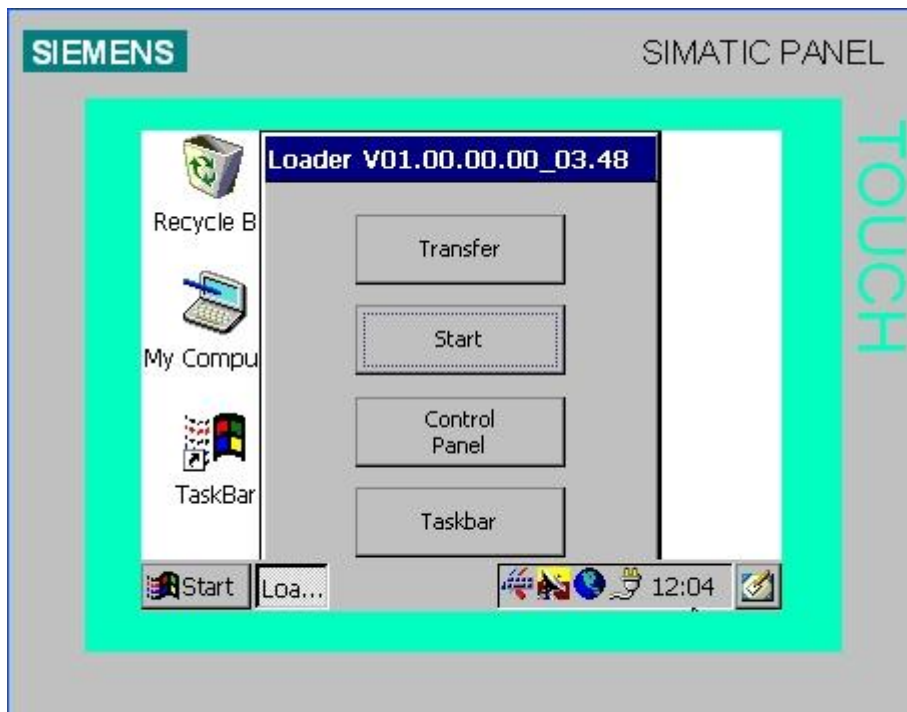 SIEMENS
SIMATIC PANEL
TOUCH
Loader V01.00.00.00_03.48
Recycle B
Transfer
My Compu
Start
Control
Panel
TaskBar
Taskbar
Start
Loa...
12:04